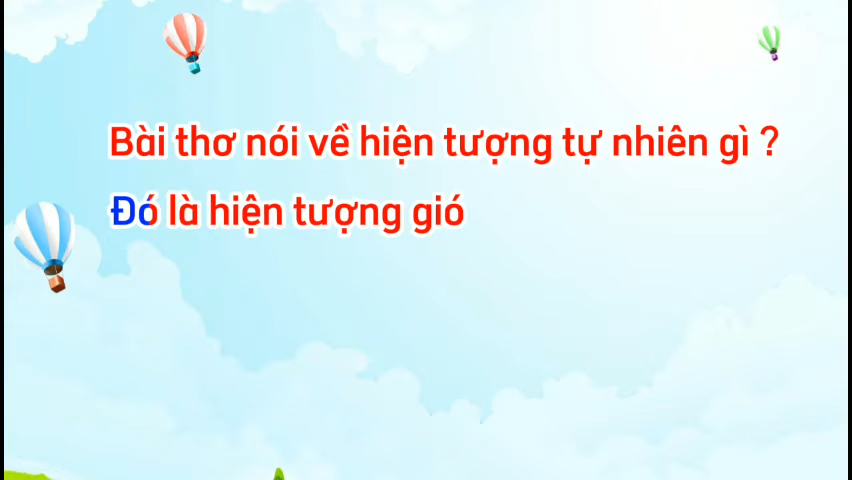 Bài thơ nói về hiện tượng tự nhiên gì ?
Đó là hiện tượng gió